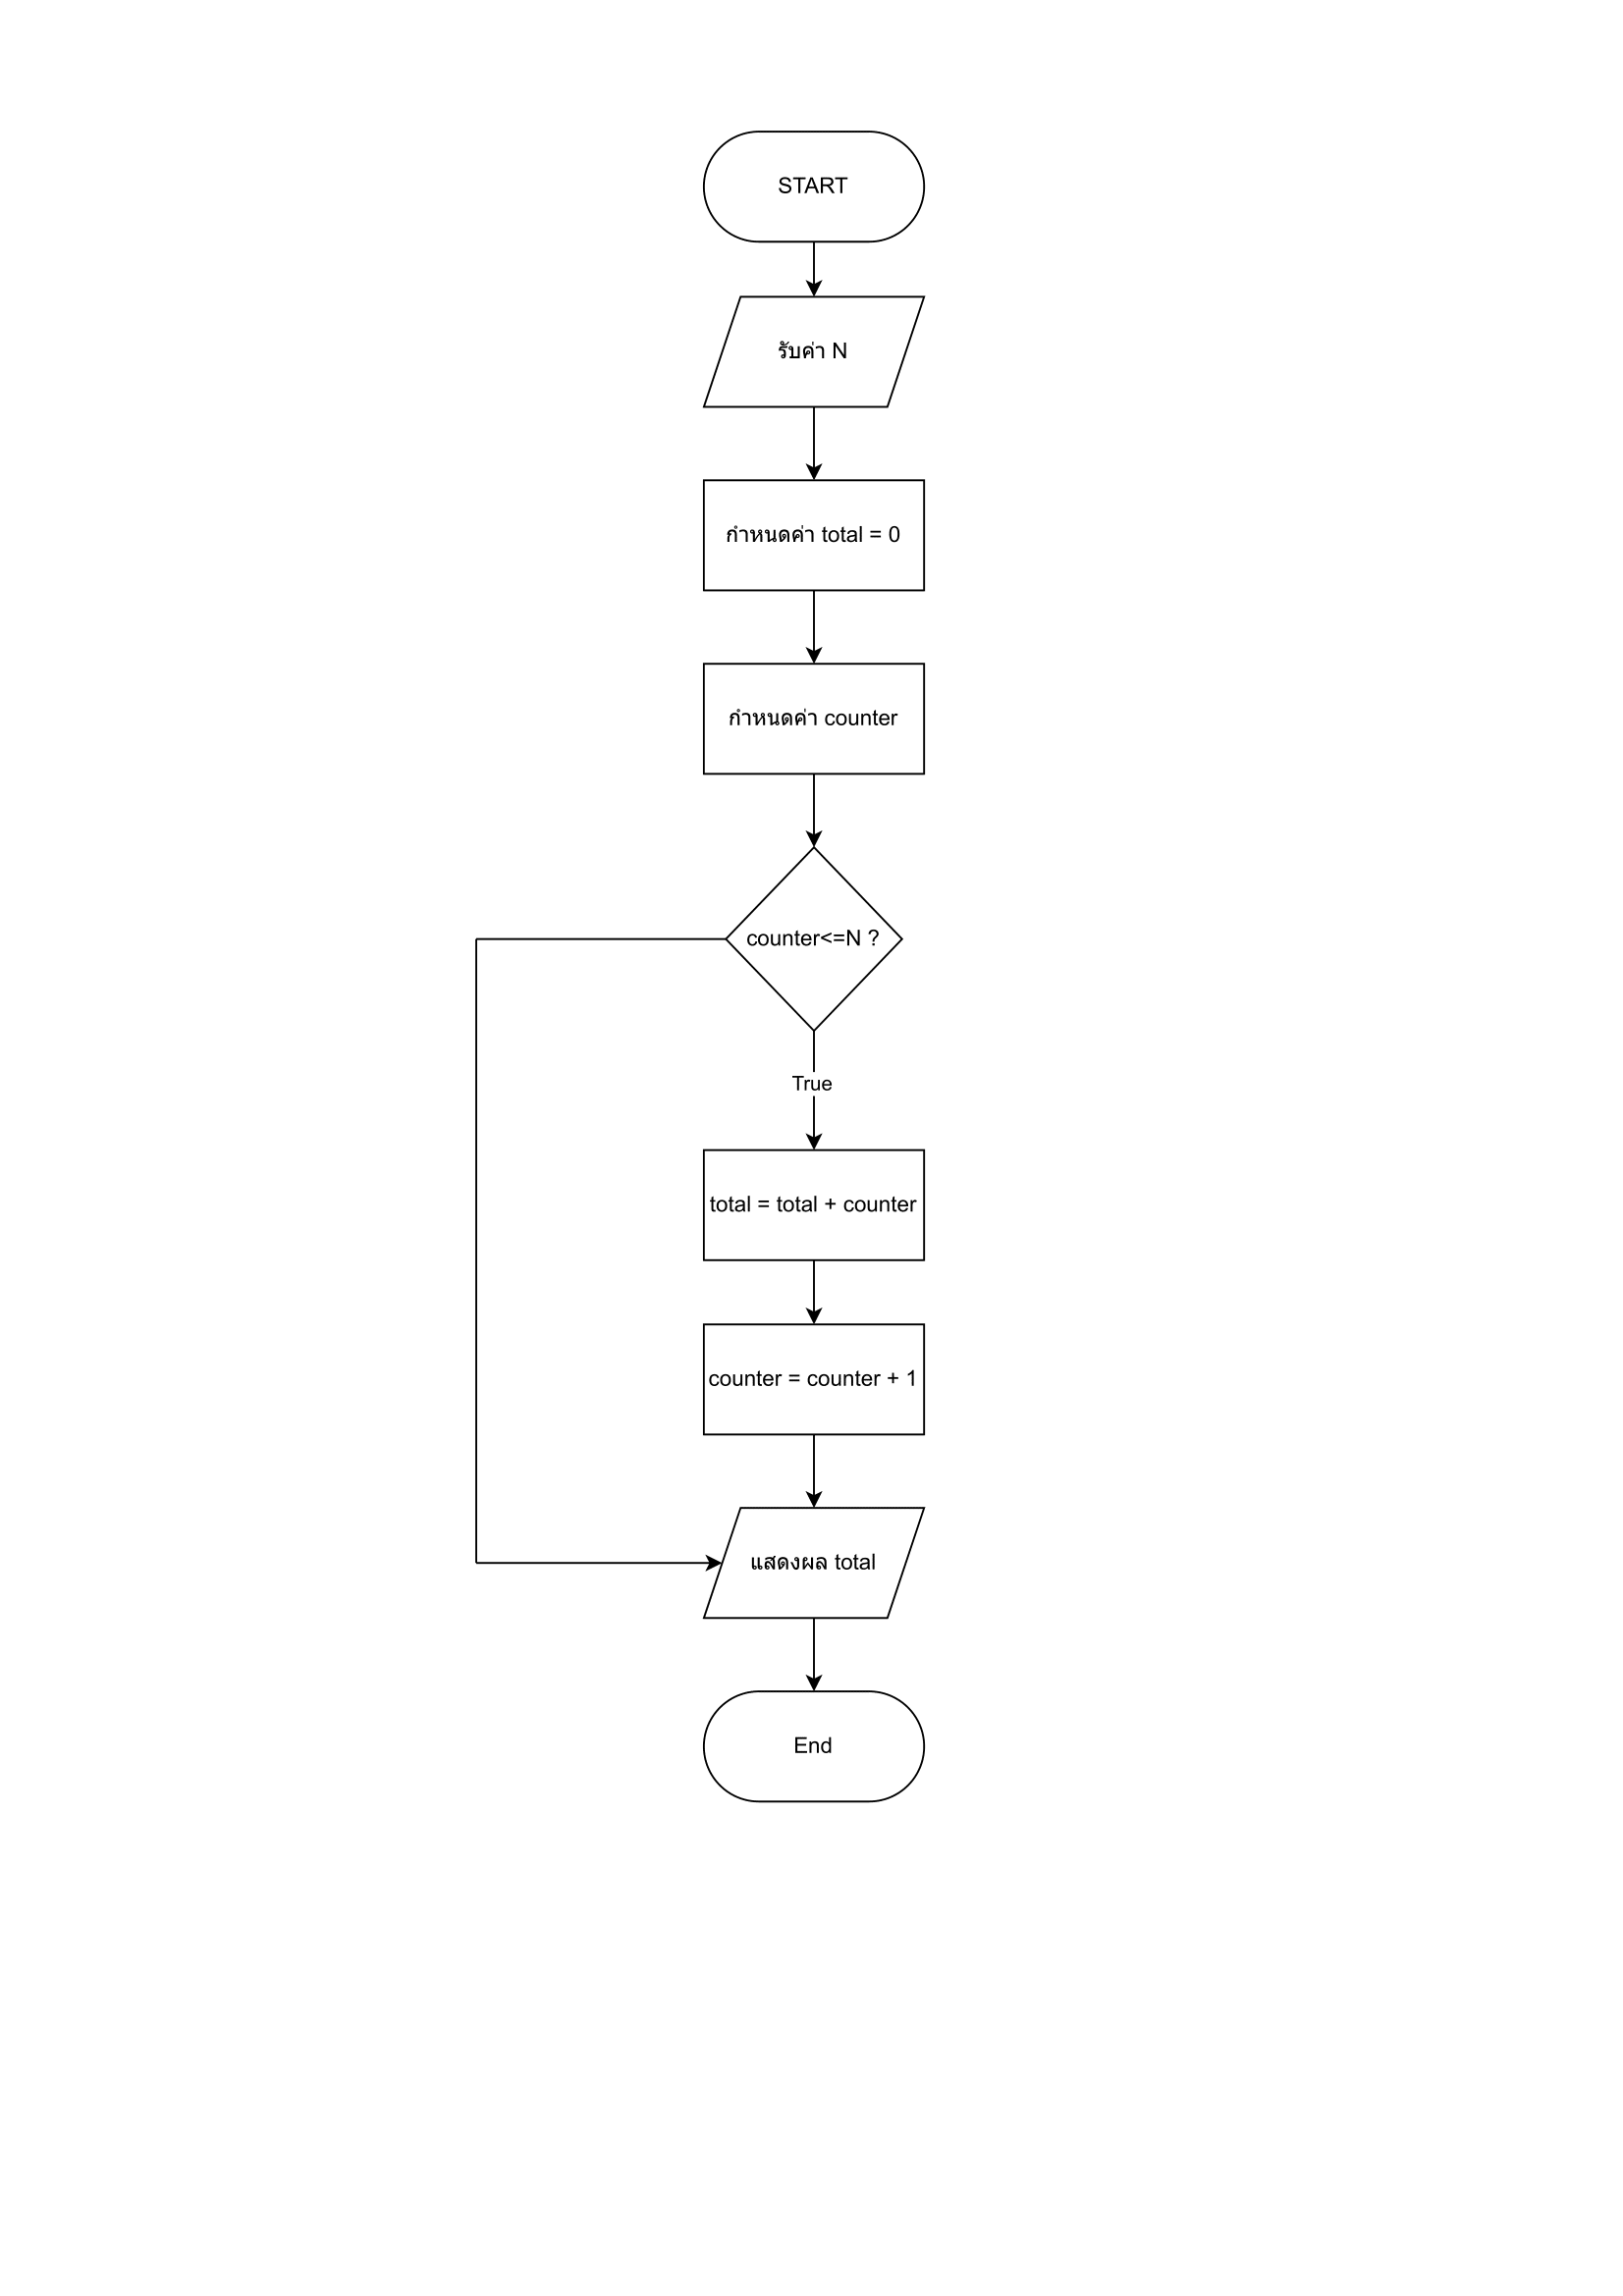 START
รับค่า N
กำหนดค่า total = 0
กำหนดค่า counter
counter<=N ?
True
total = total + counter
counter = counter + 1
แสดงผล total
End